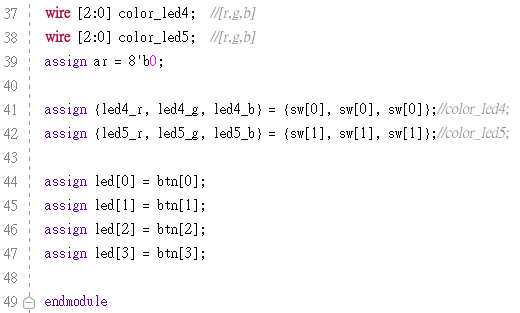 37 wire [2:0] color_led4; //[r,g,b]
38 wire [2:0] color_led5; //[r,g,b]
39 assign ar = 8'b0;
40
41 assign {led4_r, led4_g, led4_b} = {sw[0], sw[0], sw[0]};//color_led4;
42 assign {led5_r, led5_g, led5_b} = {sw[1], sw[1], sw[1]};//color_led5;
43
44 assign led[0] = btn[0];
45 assign led[1] = btn[1];
46 assign led[2] = btn[2];
47 assign led[3] = btn[3];
48
49 endmodule